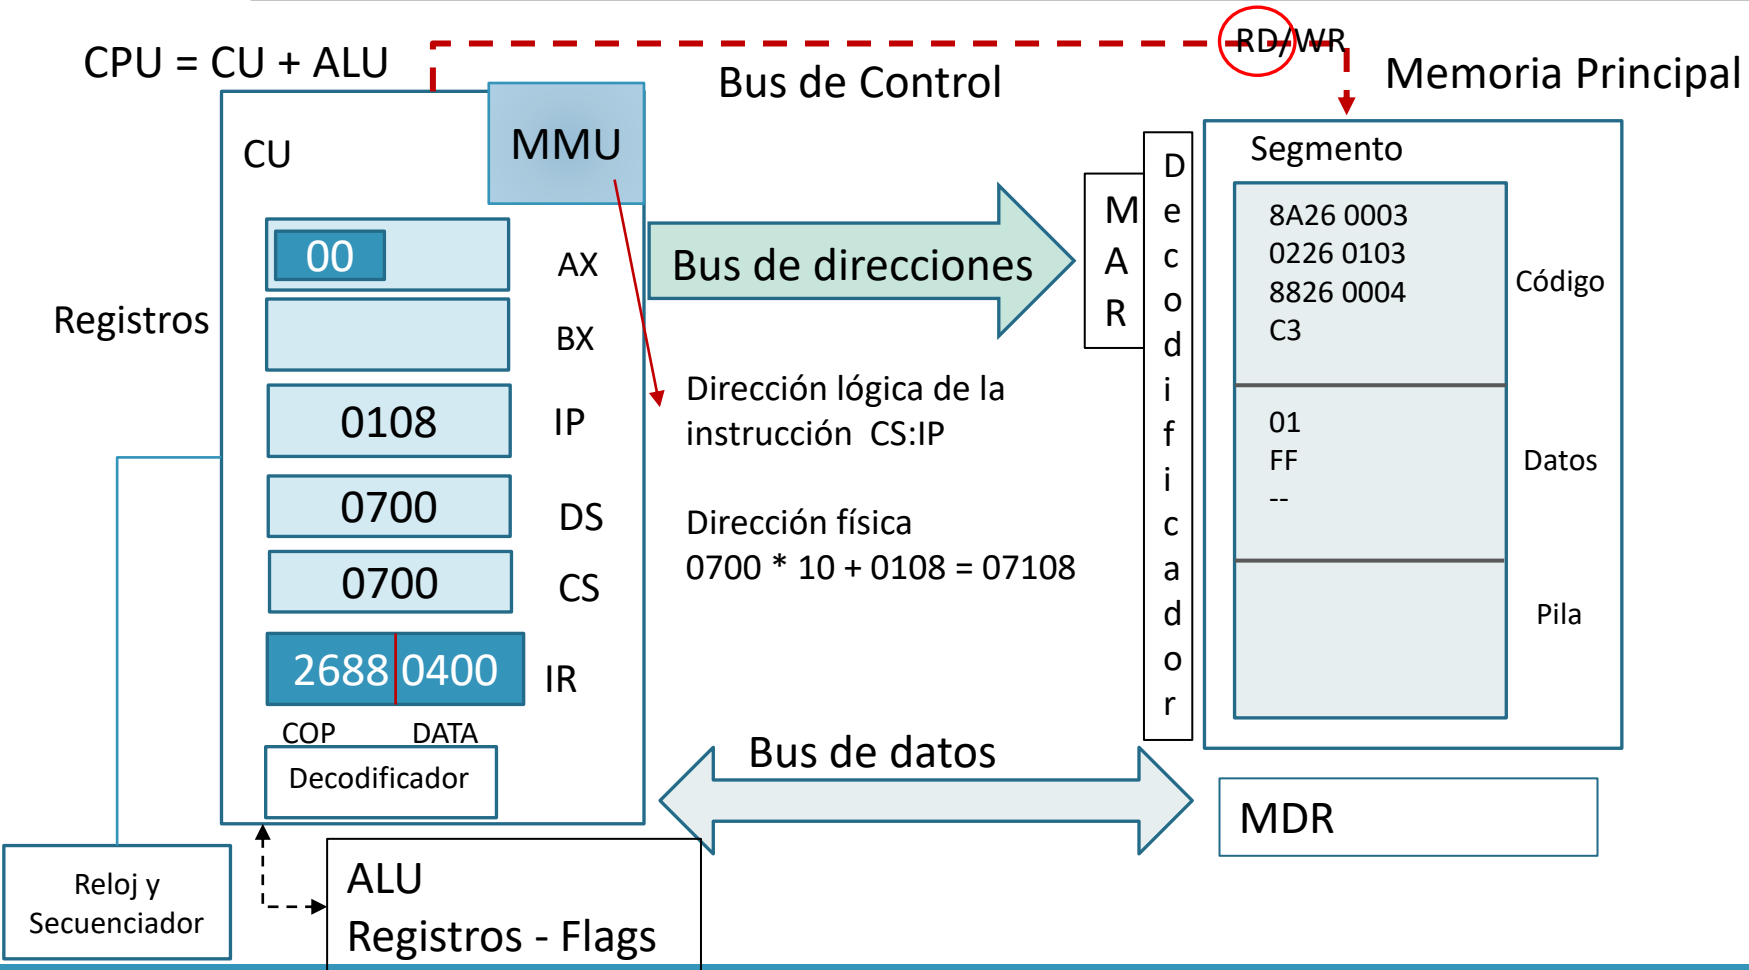 CPU = CU + ALU
Bus de Control
RD/WR
Memoria Principal
CU
MMU
Registros
00
AX
BX
0108
IP
0700
DS
0700
CS
2688 0400
IR
COP DATA
Decodificador
Reloj y
Secuenciador
ALU
Registros - Flags
Bus de direcciones
Dirección lógica de la
instrucción CS:IP
Dirección física
0700 * 10 + 0108 = 07108
Bus de datos
M
A
R
D
e
c
o
d
i
f
i
c
a
d
o
r
Segmento
8A26 0003
0226 0103
8826 0004
C3
Código
01
FF
--
Datos
Pila
MDR